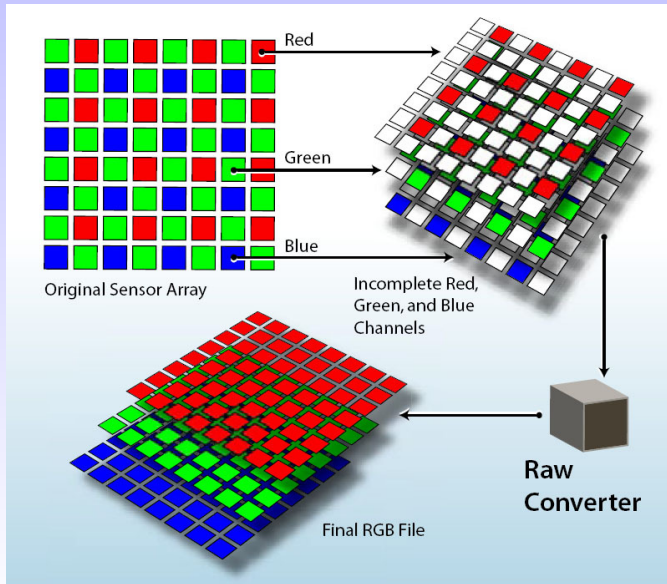 Red
Green
Blue
Original Sensor Array
Incomplete Red,
Green, and Blue
Channels
Raw
Converter
Final RGB File